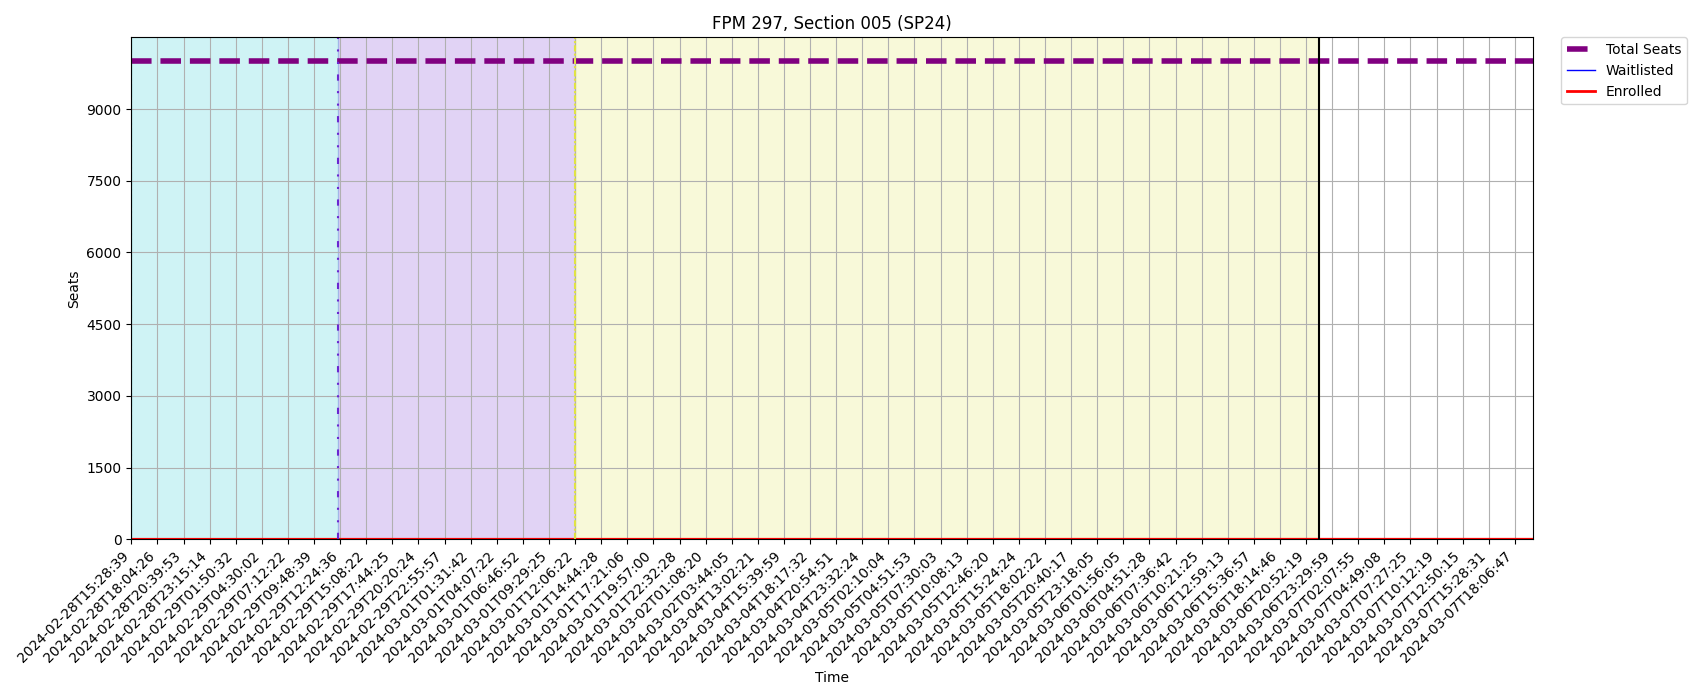 FPM 297, Section 005 (SP24)
Total Seats
Waitlisted
Enrolled
Seats
9000
7500
6000
4500
3000
1500
0
2024-02-28T15:28:39
2024-02-28T18:04:26
2024-02-28T20:39:53
2024-02-28T23:15:14
2024-02-29T01:50:32
2024-02-29T04:30:02
2024-02-29T07:12:22
2024-02-29T09:48:39
2024-02-29T12:24:36
2024-02-29T15:08:22
2024-02-29T17:44:25
2024-02-29T20:20:24
2024-02-29T22:55:57
2024-03-01T01:31:42
2024-03-01T04:07:22
2024-03-01T06:46:52
2024-03-01T09:29:25
2024-03-01T12:06:22
2024-03-01T14:44:28
2024-03-01T17:21:06
2024-03-01T19:57:00
2024-03-01T22:32:28
2024-03-02T01:08:20
2024-03-02T03:44:05
2024-03-04T13:02:21
2024-03-04T15:39:59
2024-03-04T18:17:32
2024-03-04T20:54:51
2024-03-04T23:32:24
2024-03-05T02:10:04
2024-03-05T04:51:53
2024-03-05T07:30:03
2024-03-05T10:08:13
2024-03-05T12:46:20
2024-03-05T15:24:24
2024-03-05T18:02:22
2024-03-05T20:40:17
2024-03-05T23:18:05
2024-03-06T01:56:05
2024-03-06T04:51:28
2024-03-06T07:36:42
2024-03-06T10:21:25
2024-03-06T12:59:13
2024-03-06T15:36:57
2024-03-06T18:14:46
2024-03-06T20:52:19
2024-03-06T23:29:59
2024-03-07T02:07:55
2024-03-07T04:49:08
2024-03-07T07:27:25
2024-03-07T10:12:19
2024-03-07T12:50:15
2024-03-07T15:28:31
2024-03-07T18:06:47
Time